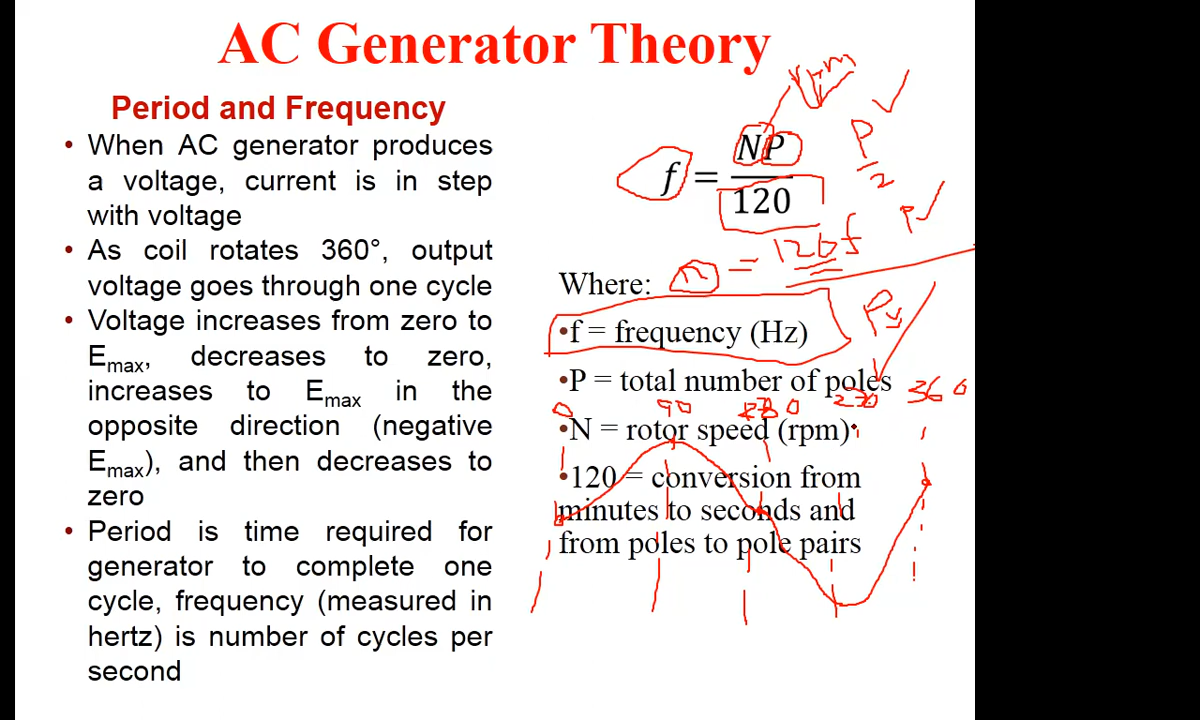 AC Generator Theory
Period and Frequency
• When AC generator produces
a voltage, current is in step
with voltage
• As coil rotates 360°, output
voltage goes through one cycle
• Voltage increases from zero to
Emax, decreases to zero,
increases to Emax in the
opposite direction (negative
Emax), and then decreases to
zero
• Period is time required for
generator to complete one
cycle, frequency (measured in
hertz) is number of cycles per
second
rpm
f = NP
120
P
2
P
n = 120f
P
Where:
•f = frequency (Hz)
•P = total number of poles
0 90 180 270 360
•N = rotor speed (rpm)
•120 = conversion from
minutes to seconds and
from poles to pole pairs